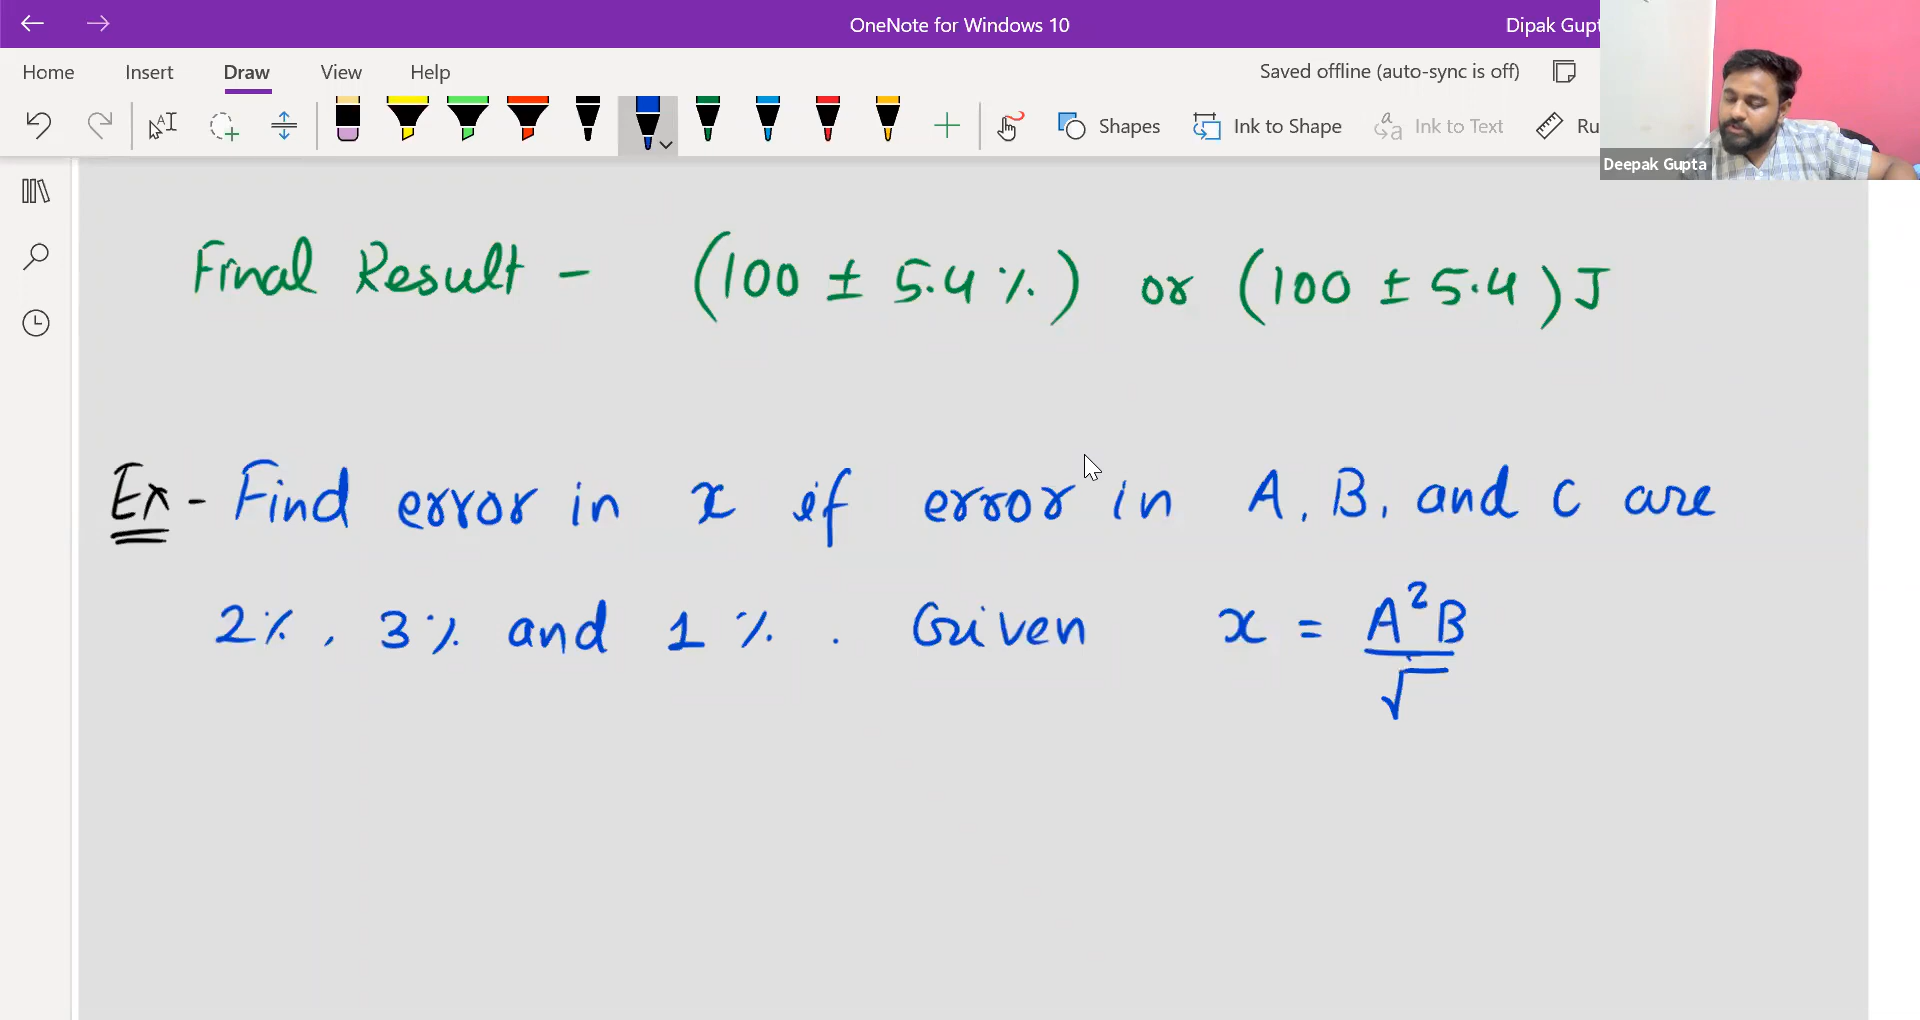 OneNote for Windows 10
Dipak Gupt
Home Insert Draw View Help
Saved offline (auto-sync is off)
Shapes Ink to Shape Ink to Text Ru
Deepak Gupta
Final Result - (100 ± 5.4 %) or (100 ± 5.4) J
Ex - Find error in x if error in A, B, and C are
2%, 3% and 1%. Given x = A²B
√